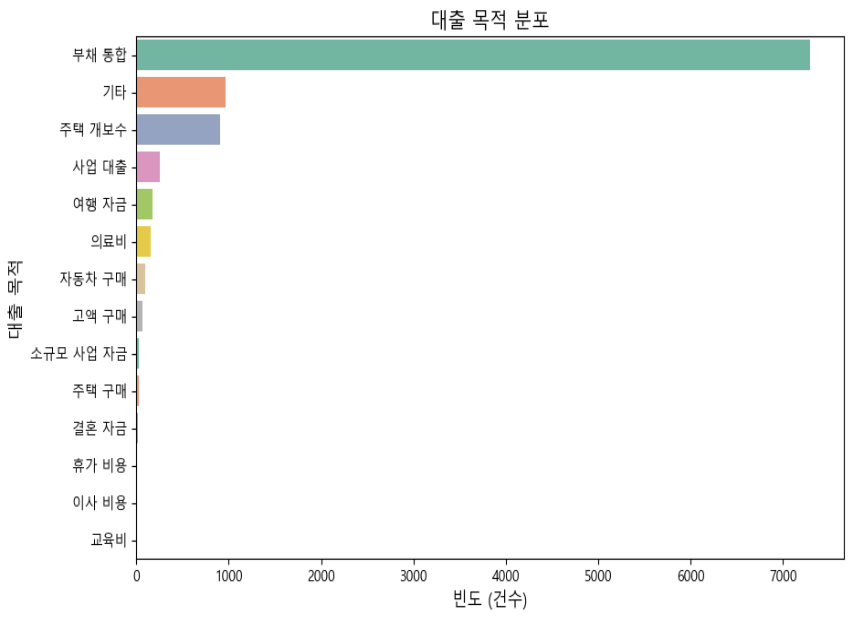 대출 목적 분포
대출 목적
부채 통합
기타
주택 개보수
사업 대출
여행 자금
의료비
자동차 구매
고액 구매
소규모 사업 자금
주택 구매
결혼 자금
휴가 비용
이사 비용
교육비
0 1000 2000 3000 4000 5000 6000 7000
빈도 (건수)